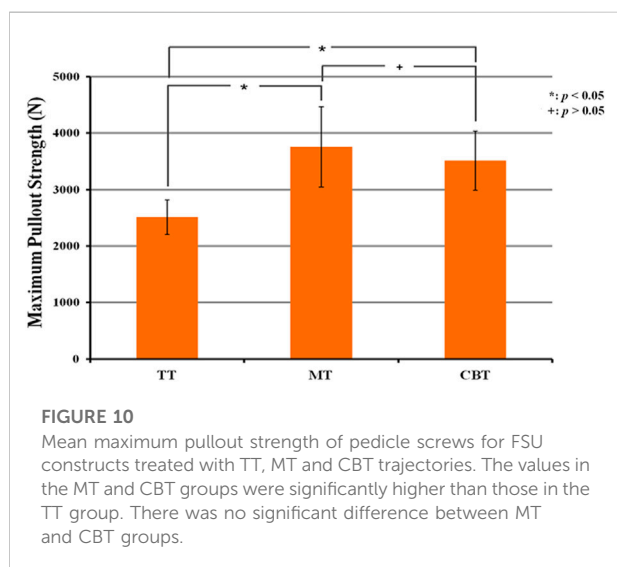 *
+
*
*: p < 0.05
+: p > 0.05
Maximum Pullout Strength (N)
5000
4000
3000
2000
1000
0
TT MT CBT
FIGURE 10
Mean maximum pullout strength of pedicle screws for FSU
constructs treated with TT, MT and CBT trajectories. The values in
the MT and CBT groups were significantly higher than those in the
TT group. There was no significant difference between MT
and CBT groups.